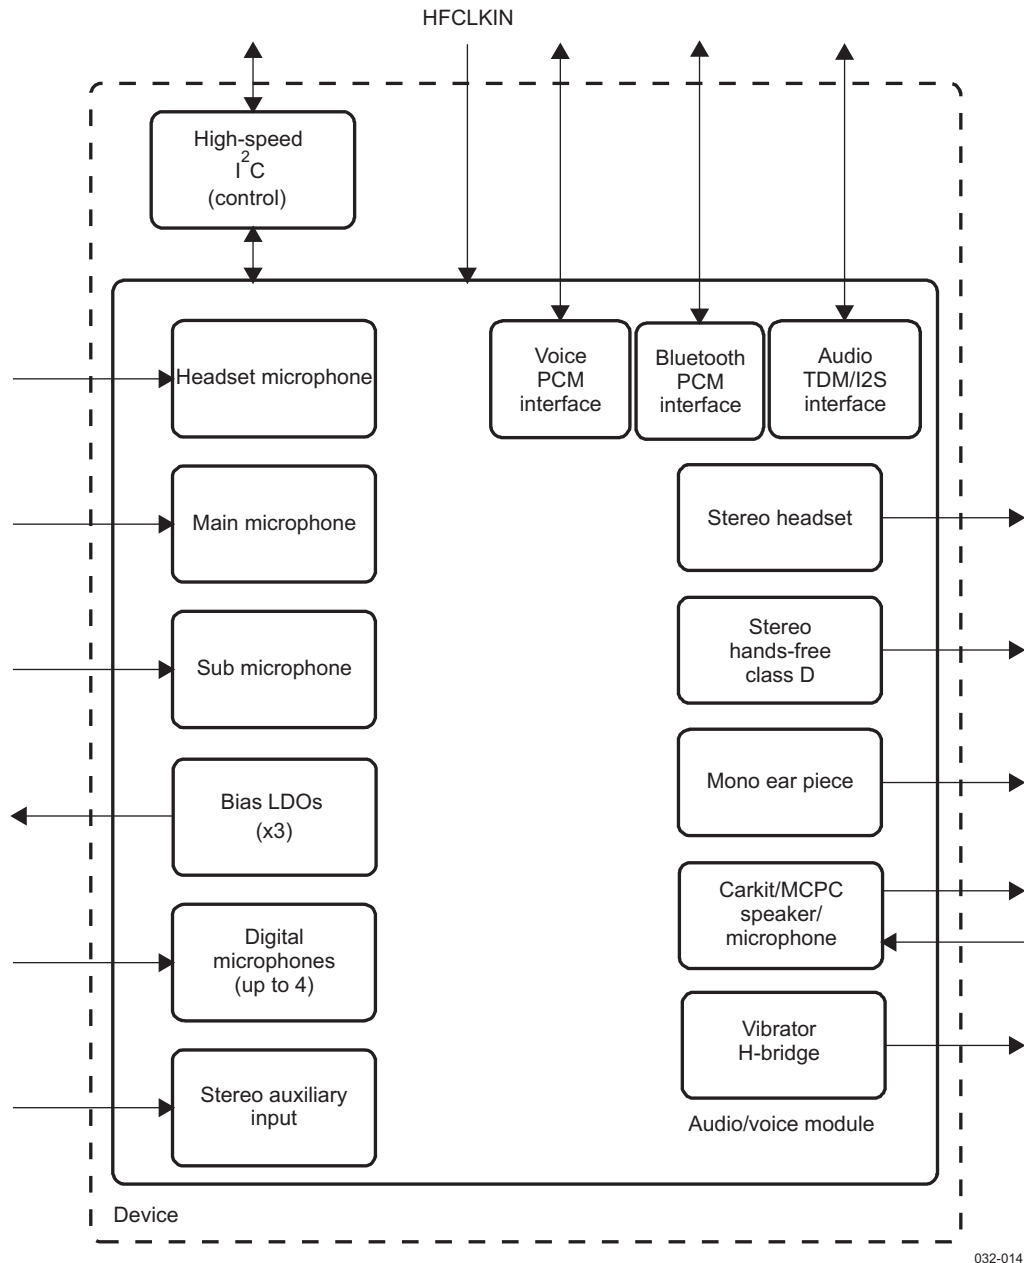 HFCLKIN
High-speed
I²C
(control)
Headset microphone
Voice
PCM
interface
Bluetooth
PCM
interface
Audio
TDM/I2S
interface
Main microphone
Stereo headset
Sub microphone
Stereo
hands-free
class D
Bias LDOs
(x3)
Mono ear piece
Digital
microphones
(up to 4)
Carkit/MCPC
speaker/
microphone
Stereo auxiliary
input
Vibrator
H-bridge
Audio/voice module
Device
032-014